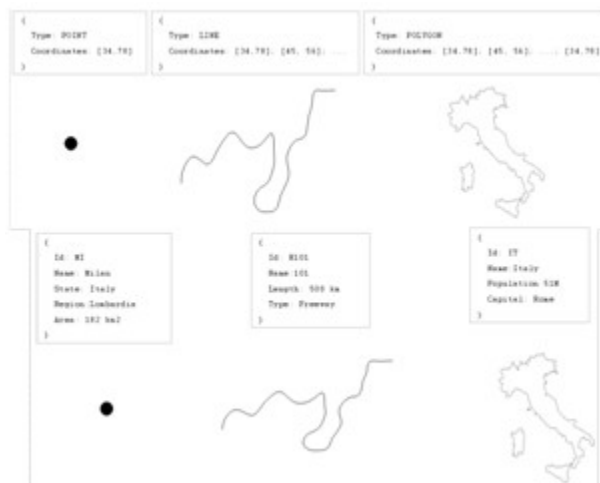 {
Type: POINT
Coordinates: [34.78]
}
{
Type: LINE
Coordinates: [34.78], [45, 56], ...
}
{
Type: POLYGON
Coordinates: [34.78], [45, 56], ..., [34.78]
}
{
Id: MI
Name: Milan
State: Italy
Region Lombardia
Area: 182 km2
}
{
Id: H101
Name 101
Length: 500 km
Type: Freeway
}
{
Id: IT
Name Italy
Population 51M
Capital: Rome
}